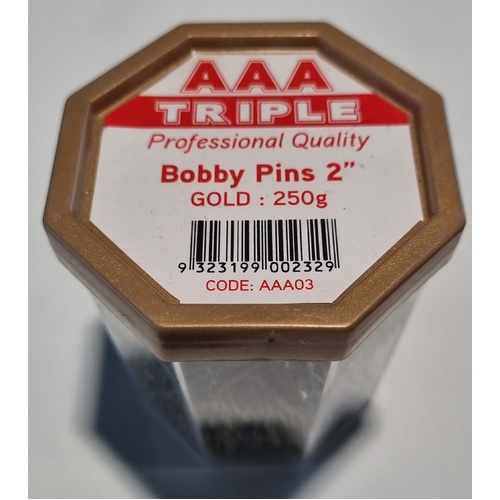 AAA
TRIPLE
Professional Quality
Bobby Pins 2”
GOLD : 250g
9 323199 002329
CODE: AAA03